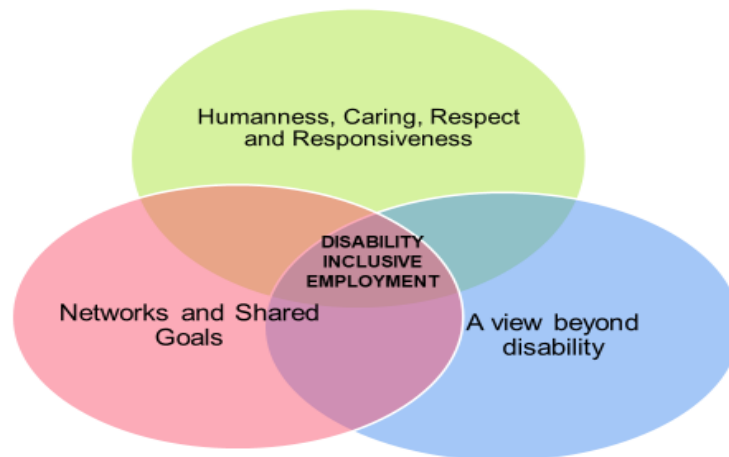 Humanness, Caring, Respect
and Responsiveness
DISABILITY
INCLUSIVE
EMPLOYMENT
Networks and Shared
Goals
A view beyond
disability